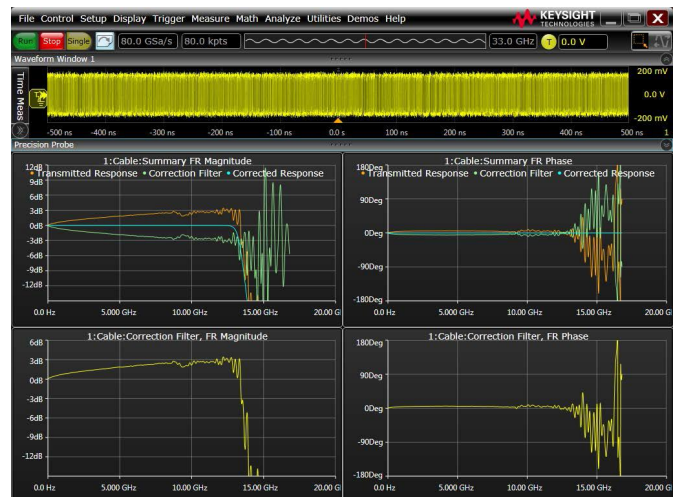 File Control Setup Display Trigger Measure Math Analyze Utilities Demos Help
KEYSIGHT TECHNOLOGIES
Run Stop Single 80.0 GSa/s 80.0 kpts 33.0 GHz T 0.0 V
Waveform Window 1
Time Meas
200 mV
0.0 V
-200 mV
-500 ns -400 ns -300 ns -200 ns -100 ns 0.0 s 100 ns 200 ns 300 ns 400 ns 500 ns 1
Precision Probe
1:Cable:Summary FR Magnitude
Transmitted Response Correction Filter Corrected Response
12dB
9dB
6dB
3dB
0dB
-3dB
-6dB
-9dB
-12dB
0.0 Hz 5.000 GHz 10.00 GHz 15.00 GHz 20.00 G
1:Cable:Summary FR Phase
Transmitted Response Correction Filter Corrected Response
180Deg
90Deg
0Deg
-90Deg
-180Deg
0.0 Hz 5.000 GHz 10.00 GHz 15.00 GHz 20.00 G
1:Cable:Correction Filter, FR Magnitude
6dB
3dB
0dB
-3dB
-6dB
-9dB
-12dB
0.0 Hz 5.000 GHz 10.00 GHz 15.00 GHz 20.00 G
1:Cable:Correction Filter, FR Phase
180Deg
90Deg
0Deg
-90Deg
-180Deg
0.0 Hz 5.000 GHz 10.00 GHz 15.00 GHz 20.00 G